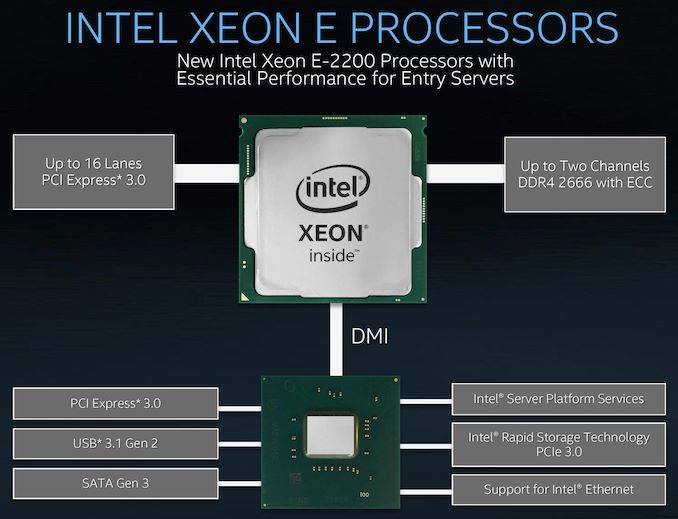 INTEL XEON E PROCESSORS
New Intel Xeon E-2200 Processors with
Essential Performance for Entry Servers
Up to 16 Lanes
PCI Express* 3.0
intel®
XEON®
inside™
Up to Two Channels
DDR4 2666 with ECC
DMI
PCI Express* 3.0
USB* 3.1 Gen 2
SATA Gen 3
Intel® Server Platform Services
Intel® Rapid Storage Technology
PCIe 3.0
Support for Intel® Ethernet